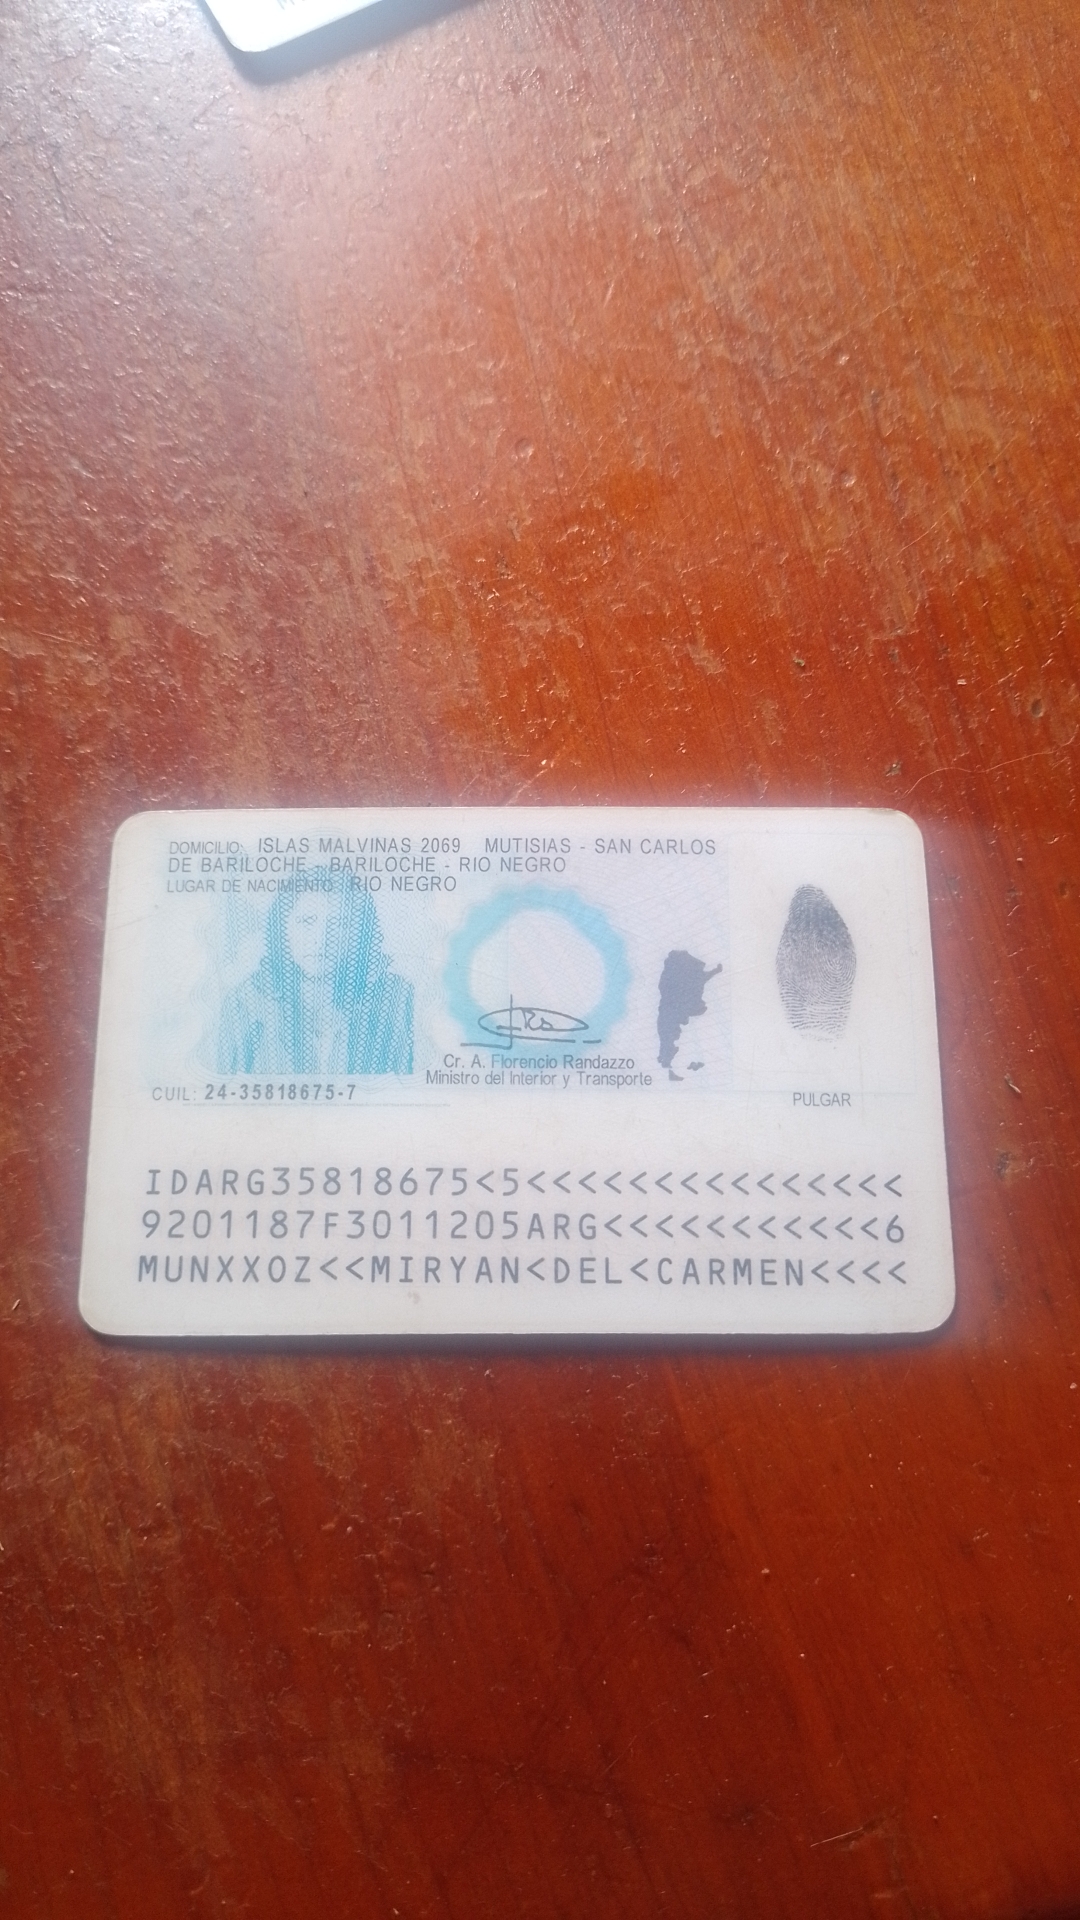 DOMICILIO: ISLAS MALVINAS 2069 MUTISIAS - SAN CARLOS
DE BARILOCHE - BARILOCHE - RIO NEGRO
LUGAR DE NACIMIENTO: RIO NEGRO
Cr. A. Florencio Randazzo
Ministro del Interior y Transporte
CUIL: 24-35818675-7
PULGAR
IDARG35818675<5<<<<<<<<<<<<<<<
9201187F3011205ARG<<<<<<<<<<<6
MUNXXOZ<<MIRYAN<DEL<CARMEN<<<<